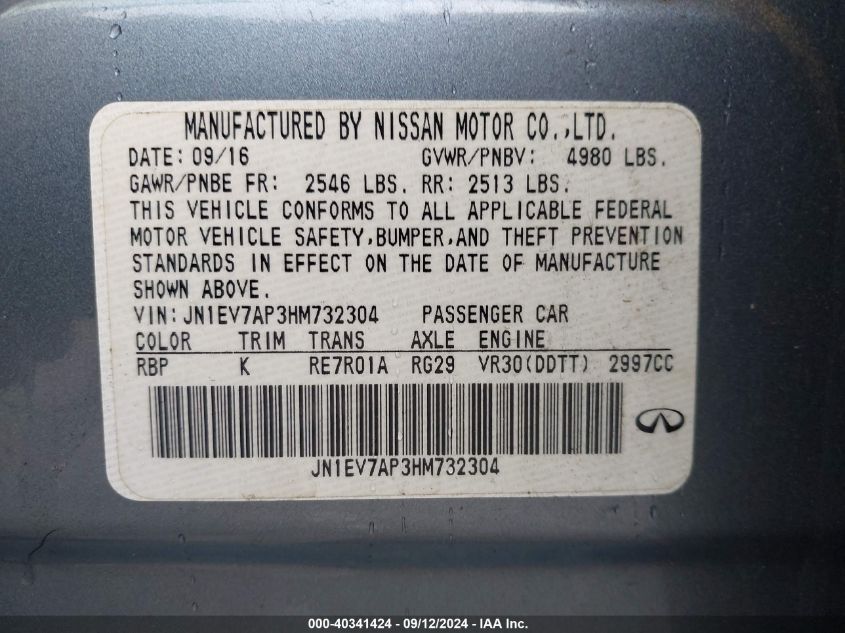 MANUFACTURED BY NISSAN MOTOR CO.,LTD.
DATE: 09/16 GVWR/PNBV: 4980 LBS.
GAWR/PNBE FR: 2546 LBS. RR: 2513 LBS.
THIS VEHICLE CONFORMS TO ALL APPLICABLE FEDERAL
MOTOR VEHICLE SAFETY,BUMPER,AND THEFT PREVENTION
STANDARDS IN EFFECT ON THE DATE OF MANUFACTURE
SHOWN ABOVE.
VIN: JN1EV7AP3HM732304 PASSENGER CAR
COLOR TRIM TRANS AXLE ENGINE
RBP K RE7R01A RG29 VR30(DDTT) 2997CC
JN1EV7AP3HM732304
000-40341424 - 09/12/2024 - IAA Inc.